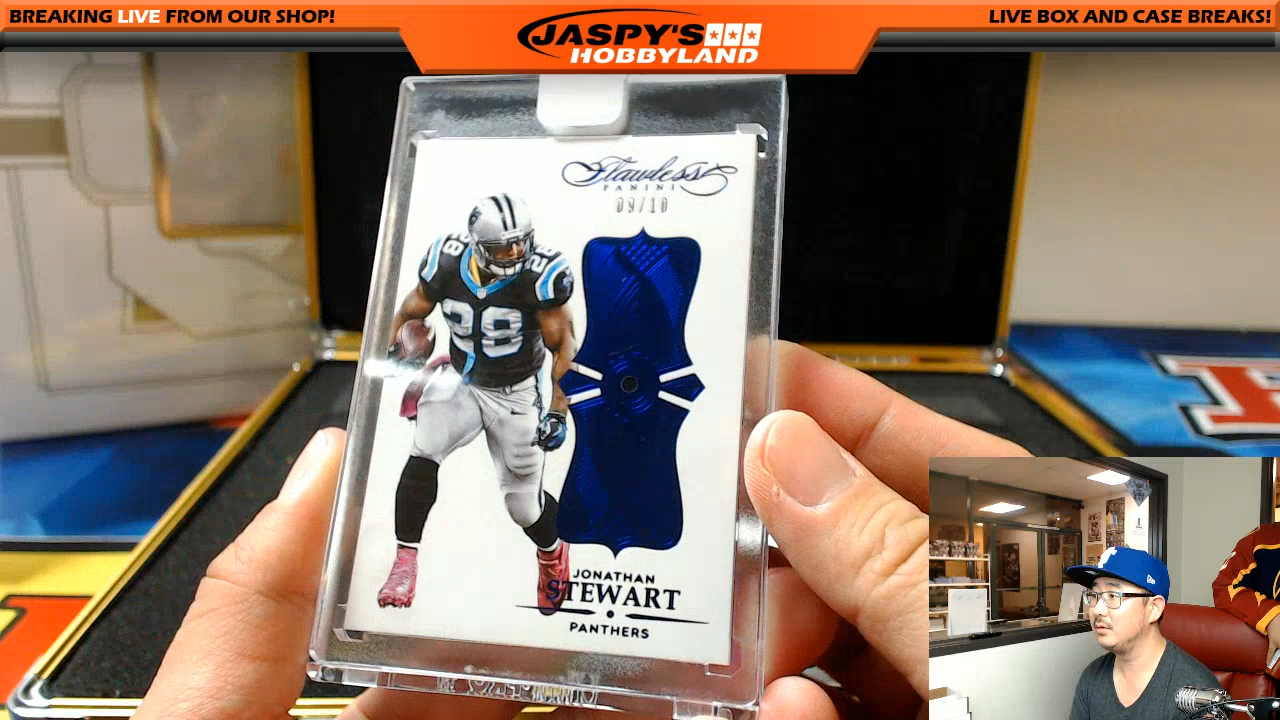 BREAKING LIVE FROM OUR SHOP!
JASPY'S
HOBBYLAND
LIVE BOX AND CASE BREAKS!
Flawless
PANINI
09/10
28
28
28
JONATHAN
STEWART
PANTHERS